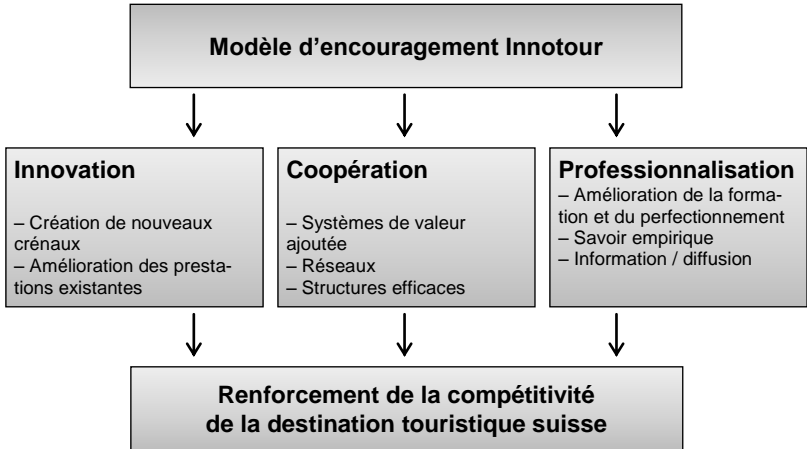 Modèle d'encouragement Innotour
Innovation
– Création de nouveaux
crénaux
– Amélioration des presta-
tions existantes
Coopération
– Systèmes de valeur
ajoutée
– Réseaux
– Structures efficaces
Professionnalisation
– Amélioration de la forma-
tion et du perfectionnement
– Savoir empirique
– Information / diffusion
Renforcement de la compétitivité
de la destination touristique suisse